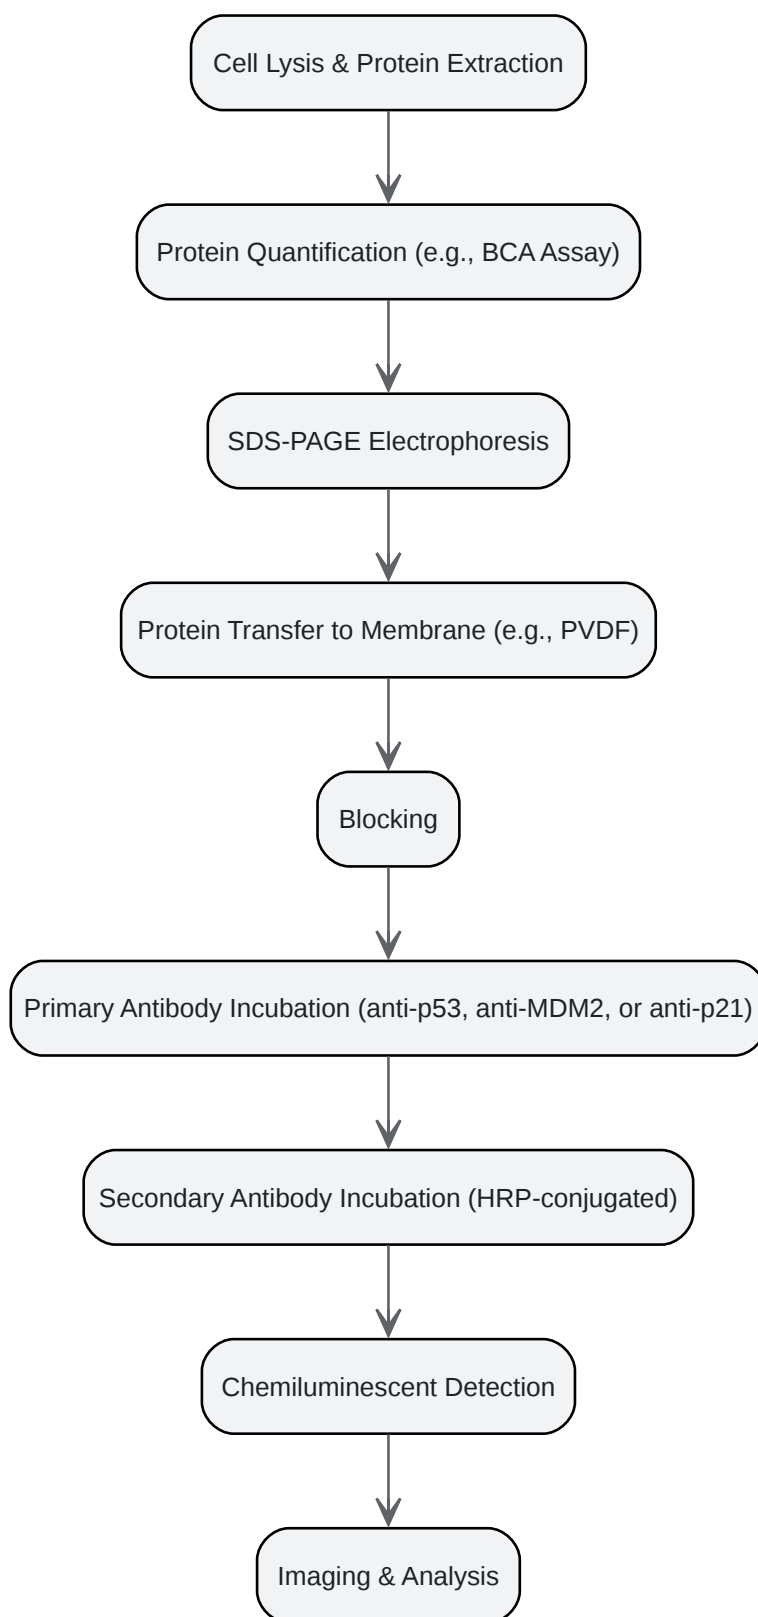 Cell Lysis & Protein Extraction
Protein Quantification (e.g., BCA Assay)
SDS-PAGE Electrophoresis
Protein Transfer to Membrane (e.g., PVDF)
Blocking
Primary Antibody Incubation (anti-p53, anti-MDM2, or anti-p21)
Secondary Antibody Incubation (HRP-conjugated)
Chemiluminescent Detection
Imaging & Analysis